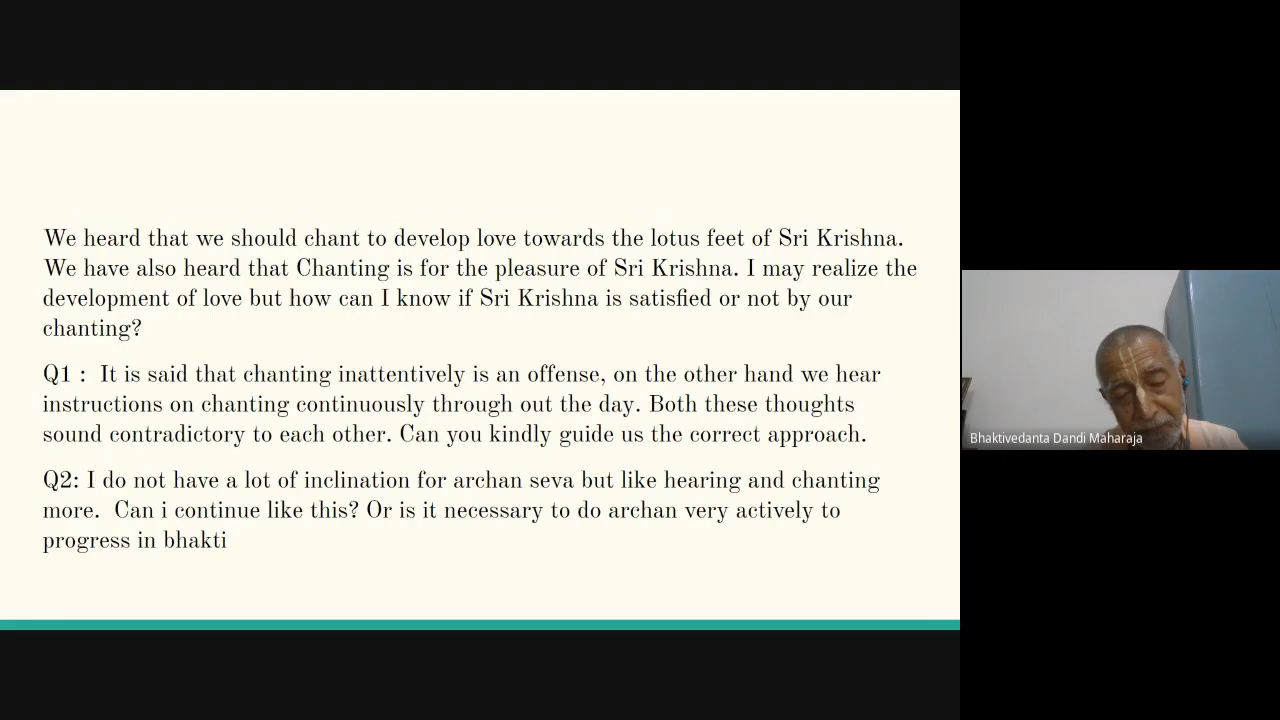 We heard that we should chant to develop love towards the lotus feet of Sri Krishna.
We have also heard that Chanting is for the pleasure of Sri Krishna. I may realize the
development of love but how can I know if Sri Krishna is satisfied or not by our
chanting?
Q1 :  It is said that chanting inattentively is an offense, on the other hand we hear
instructions on chanting continuously through out the day. Both these thoughts
sound contradictory to each other. Can you kindly guide us the correct approach.
Q2: I do not have a lot of inclination for archan seva but like hearing and chanting
more.  Can i continue like this? Or is it necessary to do archan very actively to
progress in bhakti
Bhaktivedanta Dandi Maharaja